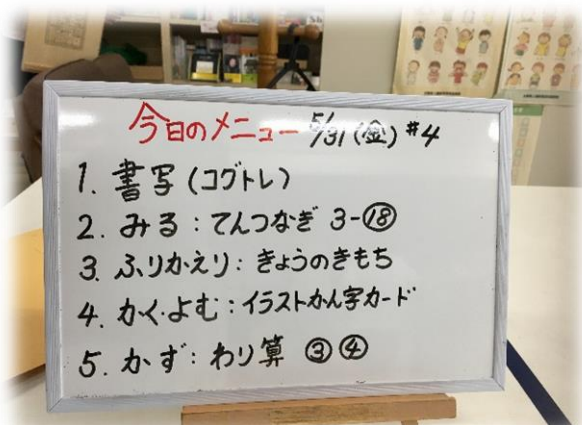 今日のメニュー 5/31(金) #4
1. 書写(コグトレ)
2. みる:てんつなぎ 3-⑱
3. ふりかえり:きょうのきもち
4. かく・よむ:イラストかん字カード
5. かず:わり算 ③④